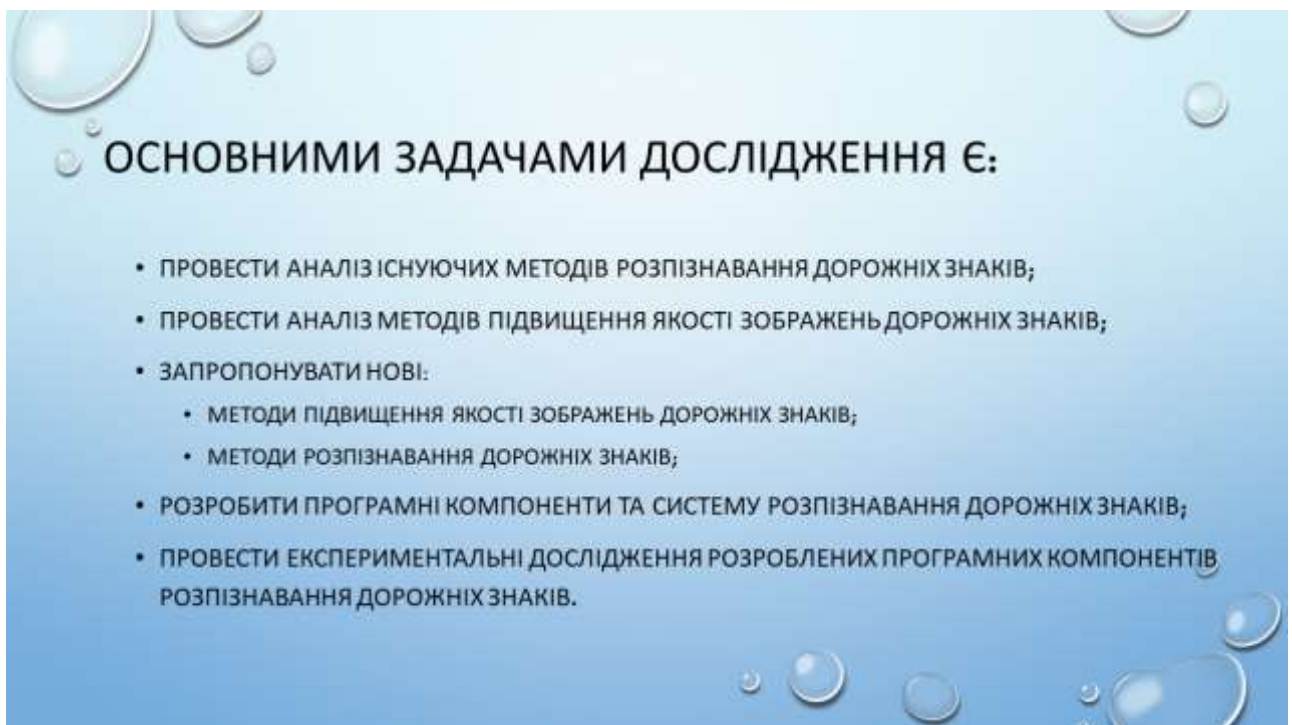 ОСНОВНИМИ ЗАДАЧАМИ ДОСЛІДЖЕННЯ Є:
• ПРОВЕСТИ АНАЛІЗ ІСНУЮЧИХ МЕТОДІВ РОЗПІЗНАВАННЯ ДОРОЖНІХ ЗНАКІВ;
• ПРОВЕСТИ АНАЛІЗ МЕТОДІВ ПІДВИЩЕННЯ ЯКОСТІ ЗОБРАЖЕНЬ ДОРОЖНІХ ЗНАКІВ;
• ЗАПРОПОНУВАТИ НОВІ:
• МЕТОДИ ПІДВИЩЕННЯ ЯКОСТІ ЗОБРАЖЕНЬ ДОРОЖНІХ ЗНАКІВ;
• МЕТОДИ РОЗПІЗНАВАННЯ ДОРОЖНІХ ЗНАКІВ;
• РОЗРОБИТИ ПРОГРАМНІ КОМПОНЕНТИ ТА СИСТЕМУ РОЗПІЗНАВАННЯ ДОРОЖНІХ ЗНАКІВ;
• ПРОВЕСТИ ЕКСПЕРИМЕНТАЛЬНІ ДОСЛІДЖЕННЯ РОЗРОБЛЕНИХ ПРОГРАМНИХ КОМПОНЕНТІВ
РОЗПІЗНАВАННЯ ДОРОЖНІХ ЗНАКІВ.